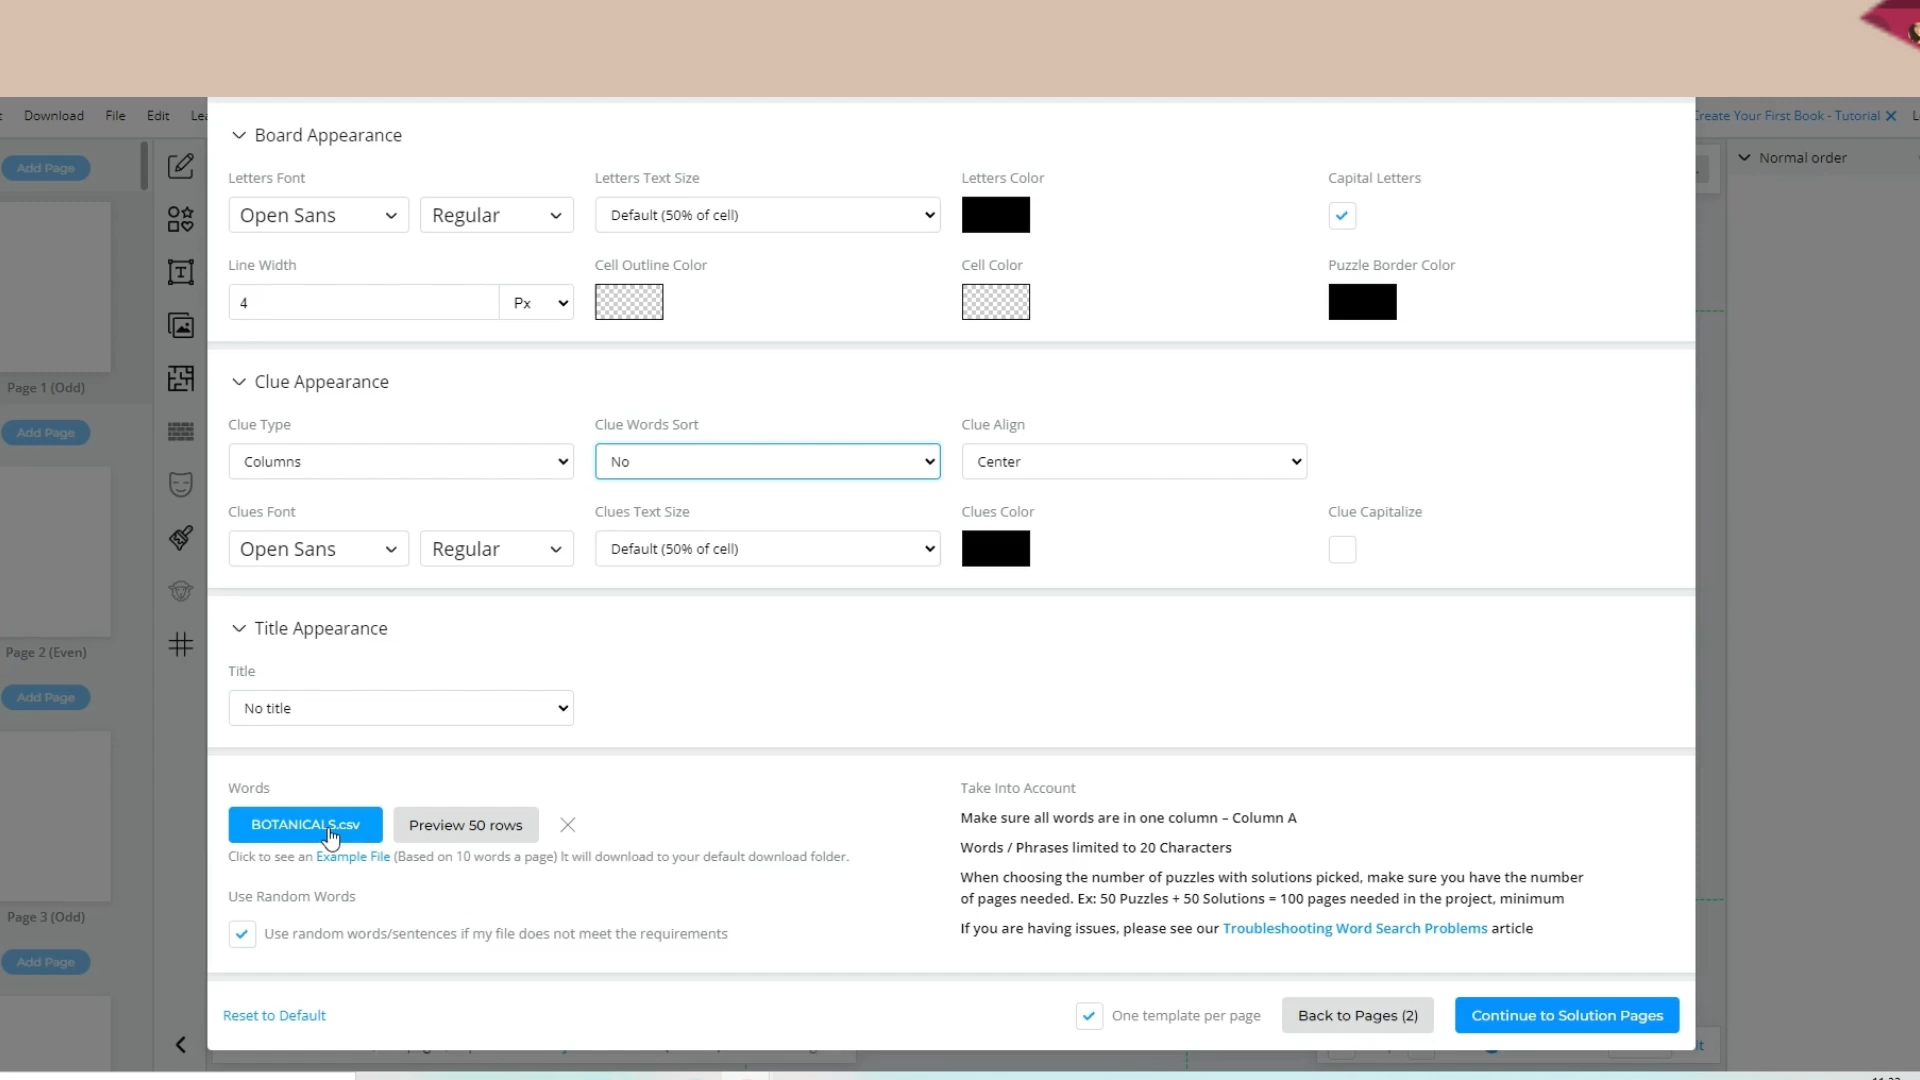 Download File Edit
Create Your First Book - Tutorial
Add Page
Normal order
Page 1 (Odd)
Add Page
Page 2 (Even)
Add Page
Page 3 (Odd)
Add Page
Board Appearance
Letters Font
Letters Text Size
Letters Color
Capital Letters
Open Sans
Regular
Default (50% of cell)
Line Width
Cell Outline Color
Cell Color
Puzzle Border Color
4
Px
Clue Appearance
Clue Type
Clue Words Sort
Clue Align
Columns
No
Center
Clues Font
Clues Text Size
Clues Color
Clue Capitalize
Open Sans
Regular
Default (50% of cell)
Title Appearance
Title
No title
Words
BOTANICALS.csv
Preview 50 rows
Click to see an Example File (Based on 10 words a page) It will download to your default download folder.
Use Random Words
Use random words/sentences if my file does not meet the requirements
Take Into Account
Make sure all words are in one column – Column A
Words / Phrases limited to 20 Characters
When choosing the number of puzzles with solutions picked, make sure you have the number
of pages needed. Ex: 50 Puzzles + 50 Solutions = 100 pages needed in the project, minimum
If you are having issues, please see our Troubleshooting Word Search Problems article
Reset to Default
One template per page
Back to Pages (2)
Continue to Solution Pages